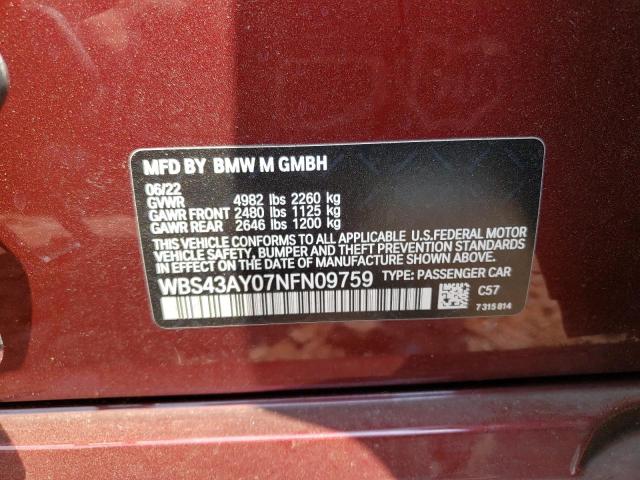 MFD BY BMW M GMBH
06/22
GVWR 4982 lbs 2260 kg
GAWR FRONT 2480 lbs 1125 kg
GAWR REAR 2646 lbs 1200 kg
THIS VEHICLE CONFORMS TO ALL APPLICABLE U.S.FEDERAL MOTOR
VEHICLE SAFETY, BUMPER AND THEFT PREVENTION STANDARDS
IN EFFECT ON THE DATE OF MANUFACTURE SHOWN ABOVE.
WBS43AY07NFN09759 TYPE: PASSENGER CAR
C57
7315814